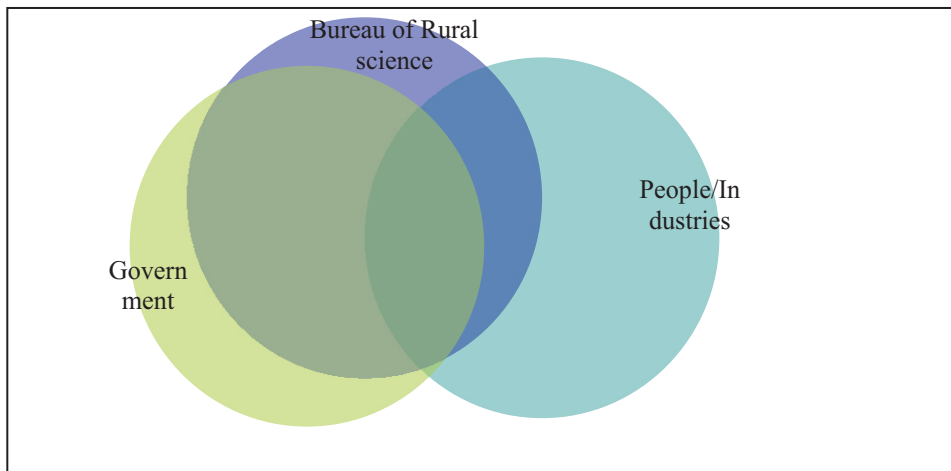 Bureau of Rural
science
People/In
dustries
Govern
ment